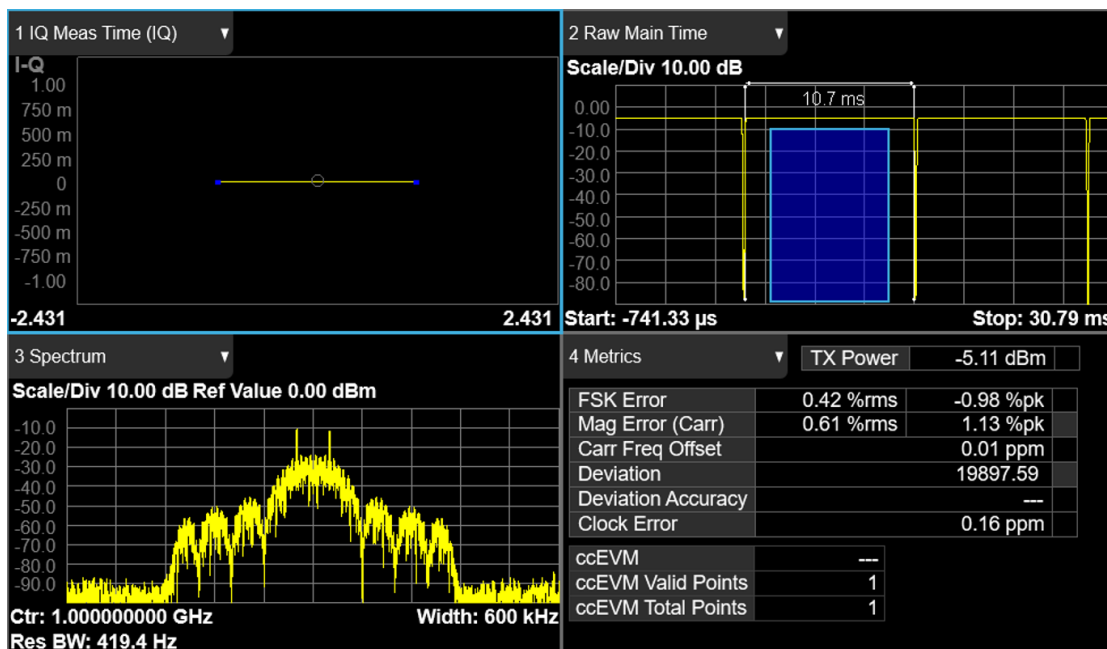 1 IQ Meas Time (IQ) ▼
I-Q
1.00
750 m
500 m
250 m
0
-250 m
-500 m
-750 m
-1.00
-2.431 2.431
2 Raw Main Time ▼
Scale/Div 10.00 dB
10.7 ms
0.00
-10.0
-20.0
-30.0
-40.0
-50.0
-60.0
-70.0
-80.0
Start: -741.33 µs Stop: 30.79 ms
3 Spectrum ▼
Scale/Div 10.00 dB Ref Value 0.00 dBm
-10.0
-20.0
-30.0
-40.0
-50.0
-60.0
-70.0
-80.0
-90.0
Ctr: 1.000000000 GHz Width: 600 kHz
Res BW: 419.4 Hz
4 Metrics ▼ TX Power -5.11 dBm
FSK Error 0.42 %rms -0.98 %pk
Mag Error (Carr) 0.61 %rms 1.13 %pk
Carr Freq Offset 0.01 ppm
Deviation 19897.59
Deviation Accuracy ---
Clock Error 0.16 ppm
ccEVM ---
ccEVM Valid Points 1
ccEVM Total Points 1